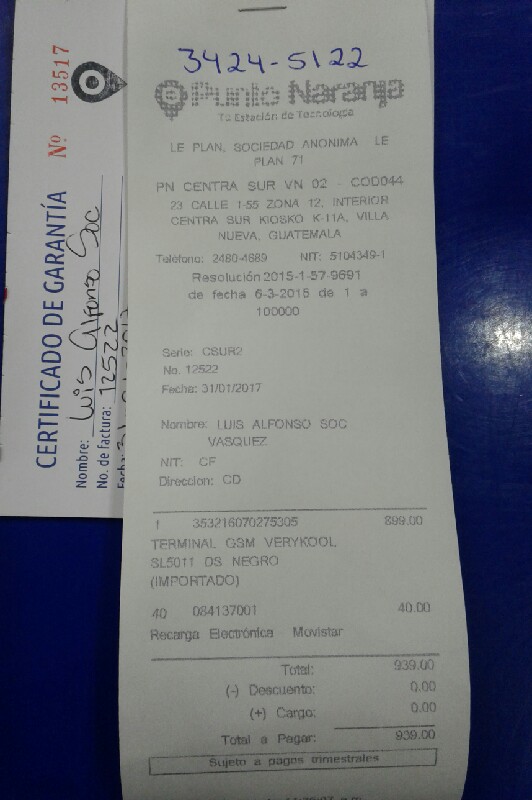 3424-5122
Punto Naranja
Tu Estación de Tecnología
LE PLAN, SOCIEDAD ANONIMA LE
PLAN 71
PN CENTRA SUR VN 02 - COD044
23 CALLE 1-55 ZONA 12, INTERIOR
CENTRA SUR KIOSKO K-11A, VILLA
NUEVA, GUATEMALA
Teléfono: 2480-4689 NIT: 5104349-1
Resolución 2015-1-57-9691
de fecha 6-3-2015 de 1 a
100000
Serie: CSUR2
No. 12522
Fecha: 31/01/2017
Nombre: LUIS ALFONSO SOC
VASQUEZ
NIT: CF
Direccion: CD
1 353216070275305 899.00
TERMINAL GSM VERYKOOL
SL5011 DS NEGRO
(IMPORTADO)
40 084137001 40.00
Recarga Electrónica Movistar
Total: 939.00
(-) Descuento: 0.00
(+) Cargo: 0.00
Total a Pagar: 939.00
Sujeto a pagos trimestrales
CERTIFICADO DE GARANTÍA Nº 13517
Nombre: Luis Alfonso Soc
No. de factura: 12522
Fecha: